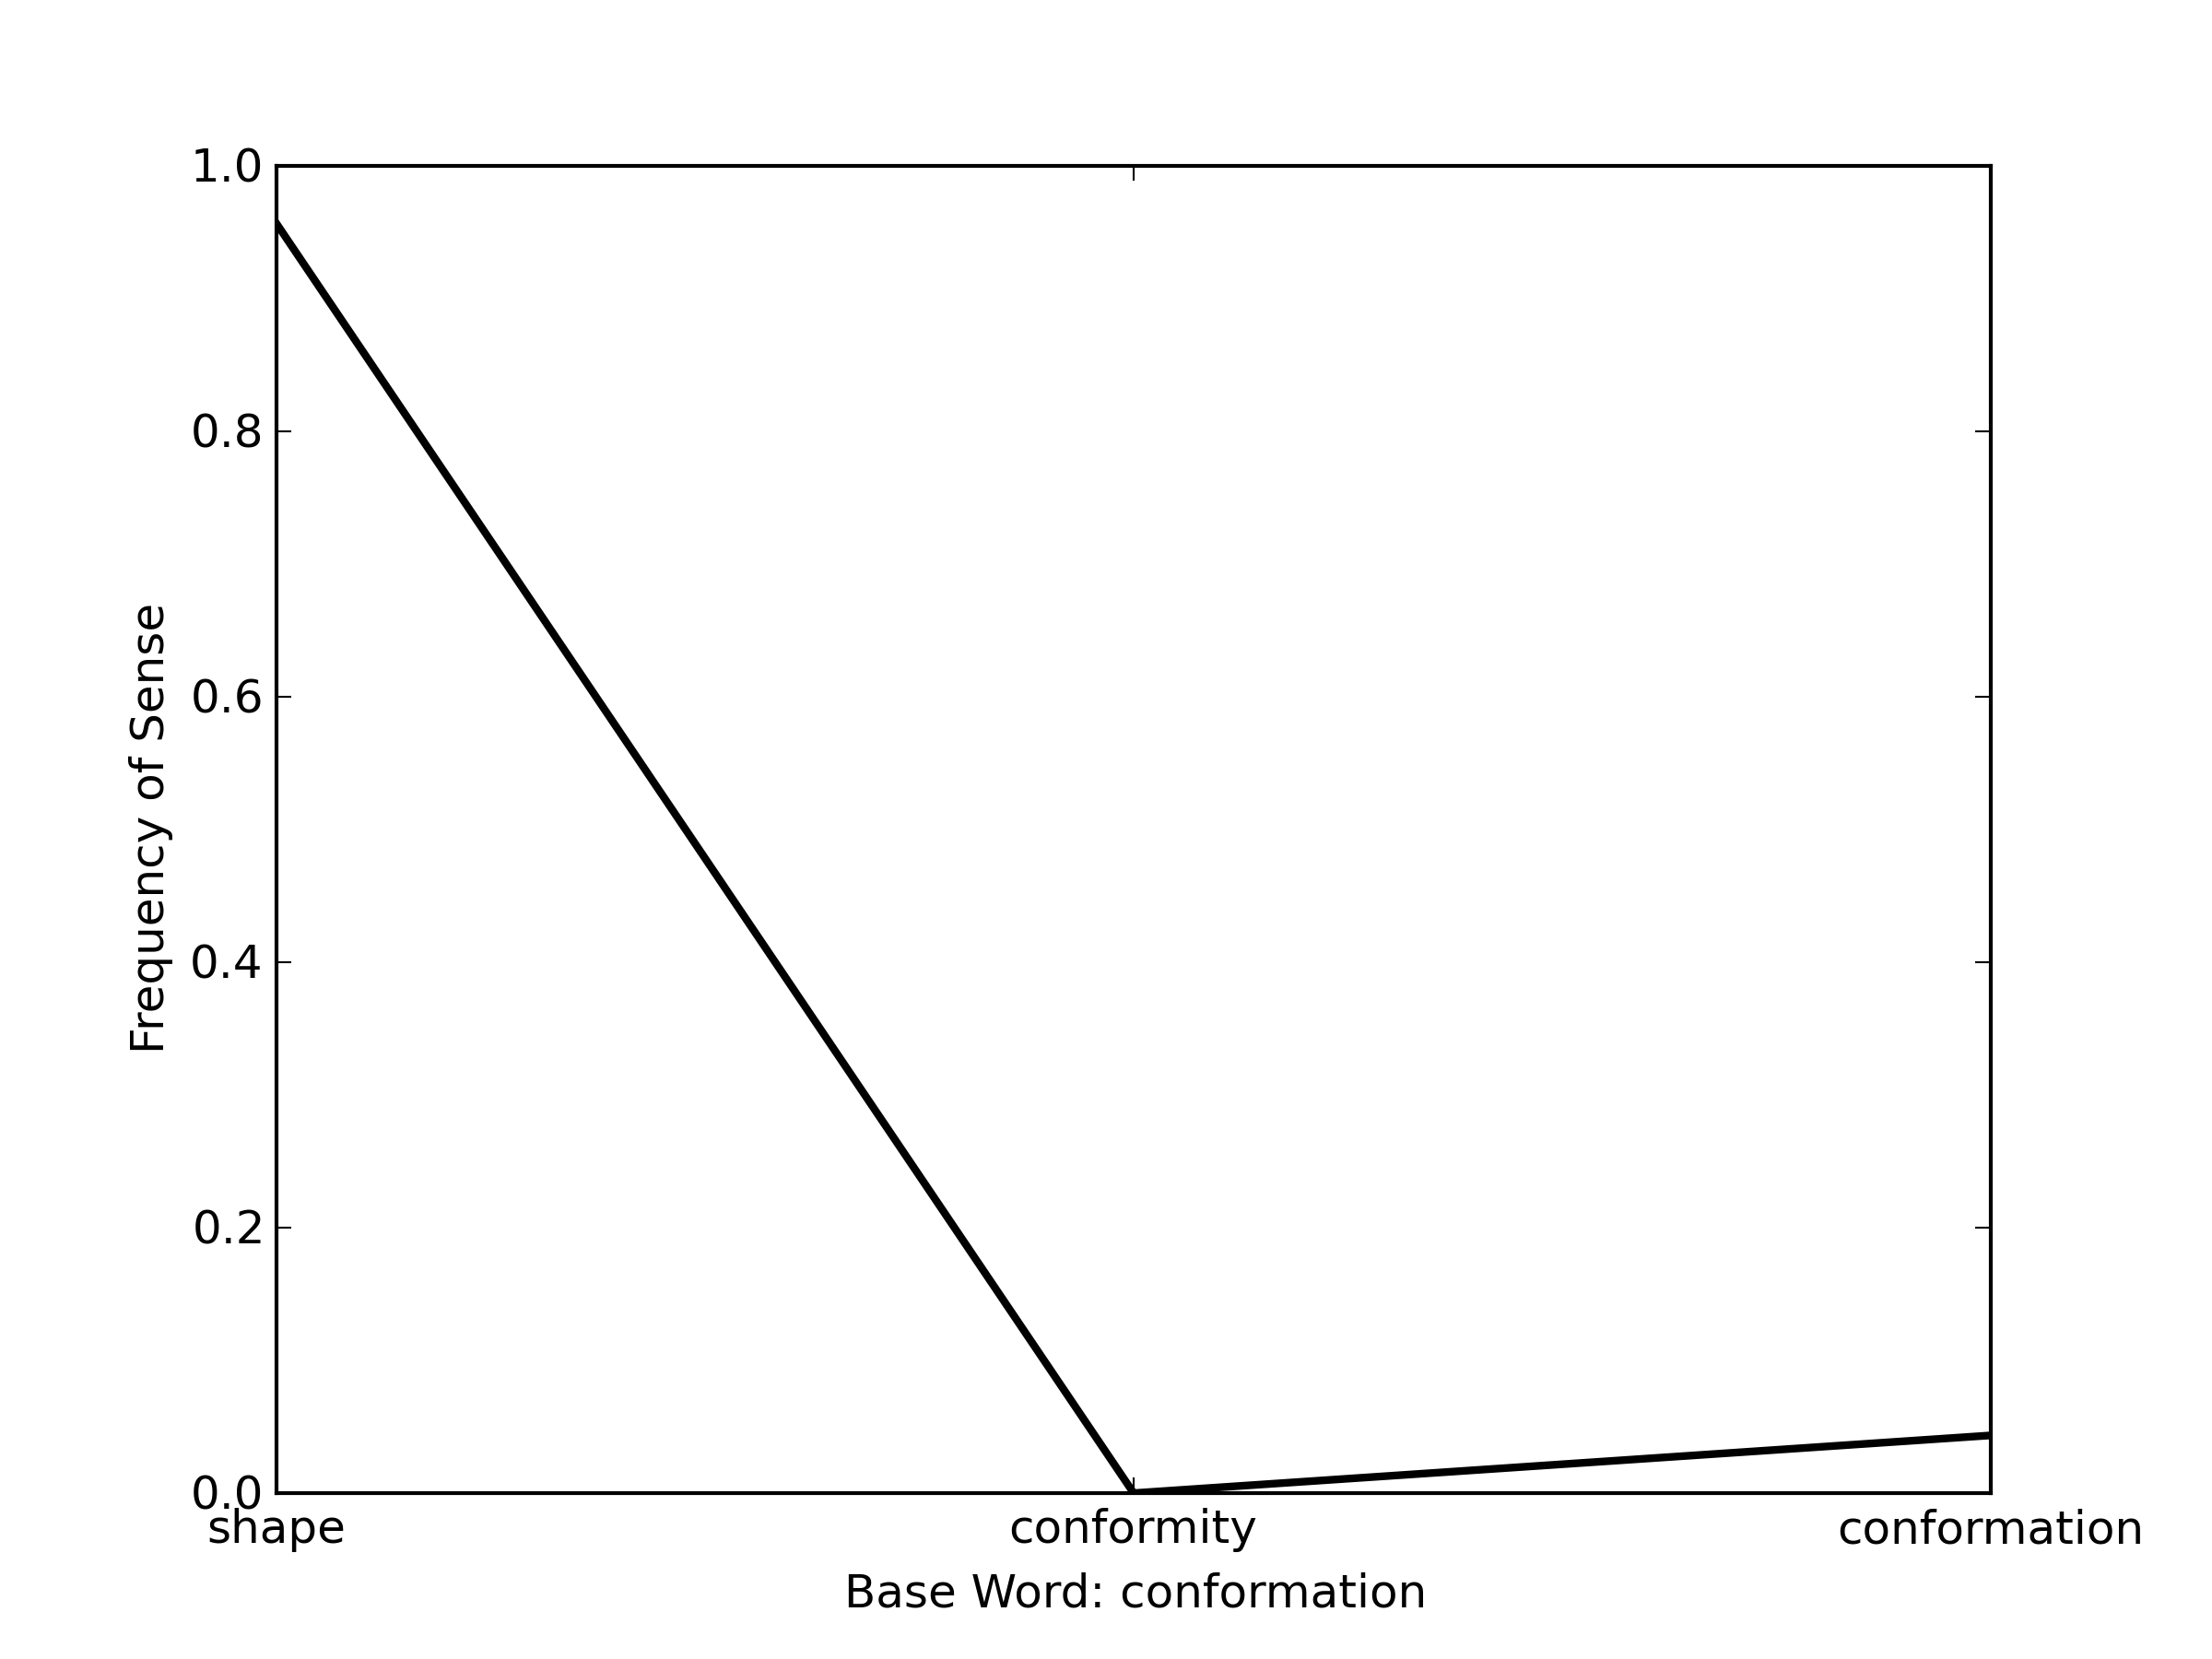 1.0
0.8
0.6
0.4
0.2
0.0
Frequency of Sense
shape
conformity
conformation
Base Word: conformation